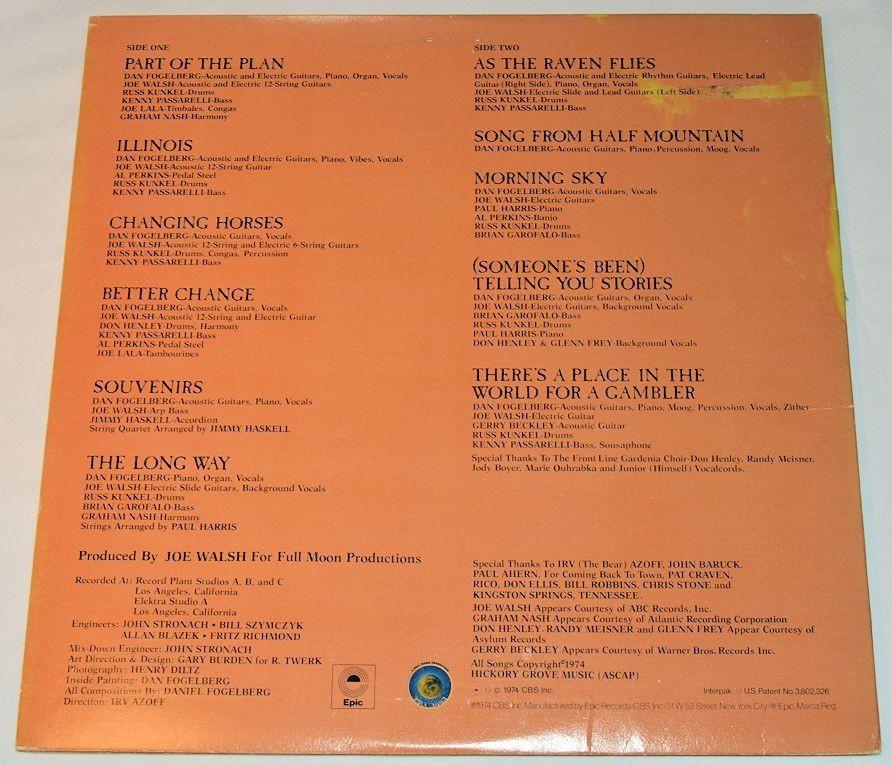 SIDE ONE
PART OF THE PLAN
DAN FOGELBERG-Acoustic and Electric Guitars, Piano, Organ, Vocals
JOE WALSH-Acoustic and Electric 12-String Guitars
RUSS KUNKEL-Drums
KENNY PASSARELLI-Bass
JOE LALA-Timbales, Congas
GRAHAM NASH-Harmony
ILLINOIS
DAN FOGELBERG-Acoustic and Electric Guitars, Piano, Vibes, Vocals
JOE WALSH-Acoustic 12-String Guitar
AL PERKINS-Pedal Steel
RUSS KUNKEL-Drums
KENNY PASSARELLI-Bass
CHANGING HORSES
DAN FOGELBERG-Acoustic Guitars, Vocals
JOE WALSH-Acoustic 12-String and Electric 6-String Guitars
RUSS KUNKEL-Drums, Congas, Percussion
KENNY PASSARELLI-Bass
BETTER CHANGE
DAN FOGELBERG-Acoustic Guitars, Vocals
JOE WALSH-Acoustic 12-String and Electric Guitar
DON HENLEY-Drums, Harmony
KENNY PASSARELLI-Bass
AL PERKINS-Pedal Steel
JOE LALA-Tambourines
SOUVENIRS
DAN FOGELBERG-Acoustic Guitars, Piano, Vocals
JOE WALSH-Arp Bass
JIMMY HASKELL-Accordion
String Quartet Arranged by JIMMY HASKELL
THE LONG WAY
DAN FOGELBERG-Piano, Organ, Vocals
JOE WALSH-Electric Slide Guitars, Background Vocals
RUSS KUNKEL-Drums
BRIAN GAROFALO-Bass
GRAHAM NASH-Harmony
Strings Arranged by PAUL HARRIS
Produced By JOE WALSH For Full Moon Productions
Recorded At: Record Plant Studios A, B, and C
Los Angeles, California
Elektra Studio A
Los Angeles, California
Engineers: JOHN STRONACH • BILL SZYMCZYK
ALLAN BLAZEK • FRITZ RICHMOND
Mix-Down Engineer: JOHN STRONACH
Art Direction & Design: GARY BURDEN for R. TWERK
Photography: HENRY DILTZ
Inside Painting: DAN FOGELBERG
All Compositions By: DANIEL FOGELBERG
Direction: IRV AZOFF
Epic
SIDE TWO
AS THE RAVEN FLIES
DAN FOGELBERG-Acoustic and Electric Rhythm Guitars, Electric Lead
Guitar (Right Side), Piano, Organ, Vocals
JOE WALSH-Electric Slide and Lead Guitars (Left Side)
RUSS KUNKEL-Drums
KENNY PASSARELLI-Bass
SONG FROM HALF MOUNTAIN
DAN FOGELBERG-Acoustic Guitars, Piano, Percussion, Moog, Vocals
MORNING SKY
DAN FOGELBERG-Acoustic Guitars, Vocals
JOE WALSH-Electric Guitars
PAUL HARRIS-Piano
AL PERKINS-Banjo
RUSS KUNKEL-Drums
BRIAN GAROFALO-Bass
(SOMEONE'S BEEN)
TELLING YOU STORIES
DAN FOGELBERG-Acoustic Guitars, Organ, Vocals
JOE WALSH-Electric Guitars, Background Vocals
BRIAN GAROFALO-Bass
RUSS KUNKEL-Drums
PAUL HARRIS-Piano
DON HENLEY & GLENN FREY-Background Vocals
THERE'S A PLACE IN THE
WORLD FOR A GAMBLER
DAN FOGELBERG-Acoustic Guitars, Piano, Moog, Percussion, Vocals, Zither
JOE WALSH-Electric Guitar
GERRY BECKLEY-Acoustic Guitar
RUSS KUNKEL-Drums
KENNY PASSARELLI-Bass, Sousaphone
Special Thanks To The Front Line Gardenia Choir-Don Henley, Randy Meisner,
Jody Boyer, Marie Ouhrabka and Junior (Himself) Vocalcords.
Special Thanks To IRV (The Bear) AZOFF, JOHN BARUCK,
PAUL AHERN, For Coming Back To Town, PAT CRAVEN,
RICO, DON ELLIS, BILL ROBBINS, CHRIS STONE and
KINGSTON SPRINGS, TENNESSEE.
JOE WALSH Appears Courtesy of ABC Records, Inc.
GRAHAM NASH Appears Courtesy of Atlantic Recording Corporation
DON HENLEY, RANDY MEISNER and GLENN FREY Appear Courtesy of
Asylum Records
GERRY BECKLEY Appears Courtesy of Warner Bros. Records Inc.
All Songs Copyright©1974
HICKORY GROVE MUSIC (ASCAP)
© 1974 CBS Inc. Interpak U.S. Patent No. 3,802,326
℗1974 CBS Inc./Manufactured by Epic Records/CBS Inc./51 W. 52 Street, New York City/® Epic, Marca Reg.